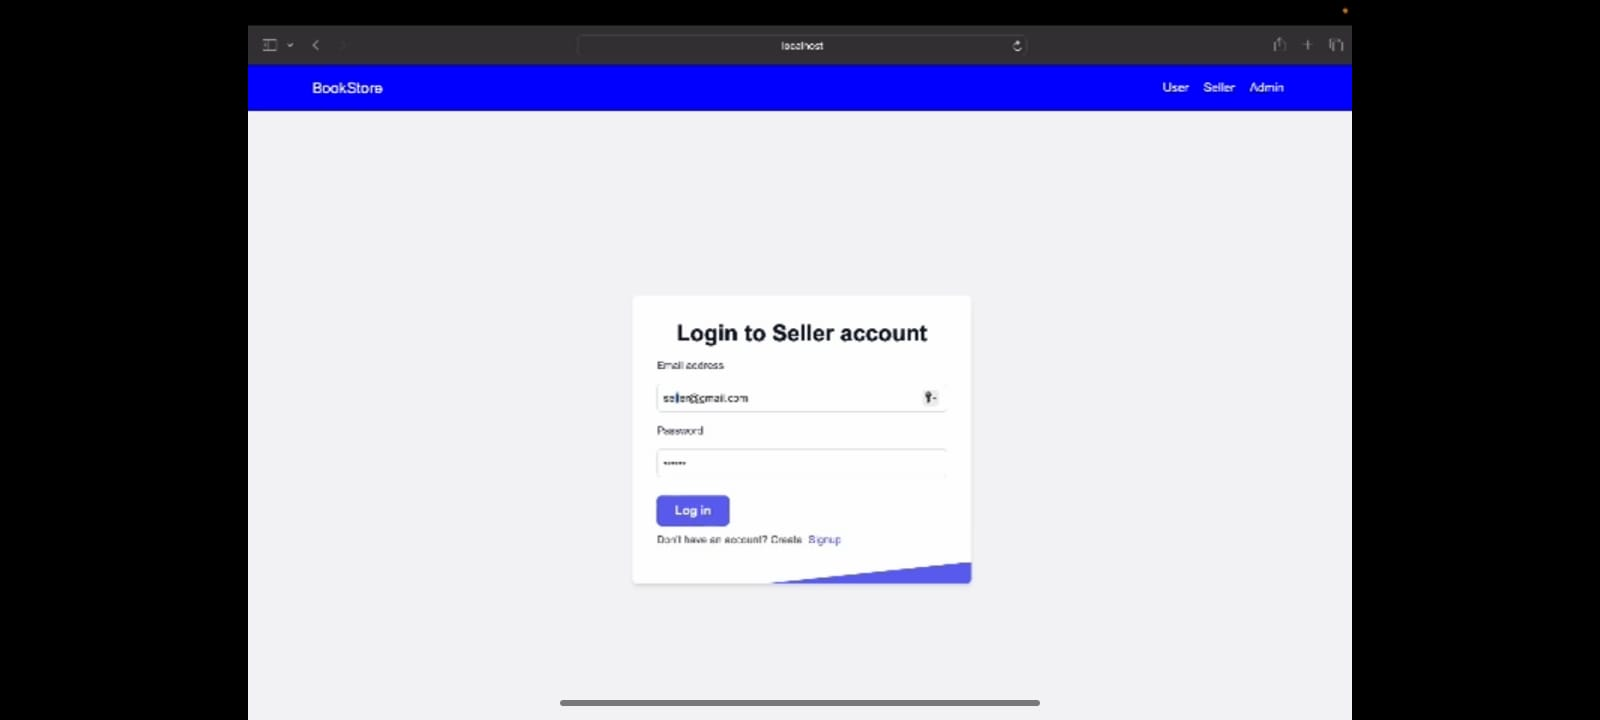 localhost
BookStore
User Seller Admin
Login to Seller account
Email address
seller@gmail.com
Password
Log in
Don't have an account? Create Signup